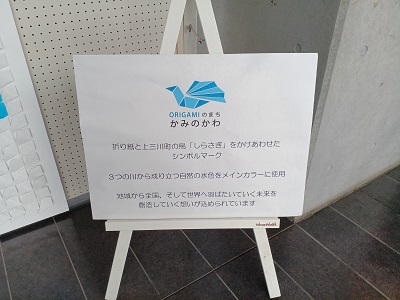 ORIGAMIのまち
かみのかわ
折り紙と上三川町の鳥「しらさぎ」をかけあわせた
シンボルマーク
3つの川から成り立つ自然の水色をメインカラーに使用
地域から全国、そして世界へ羽ばたいていく未来を
創造していく想いが込められています